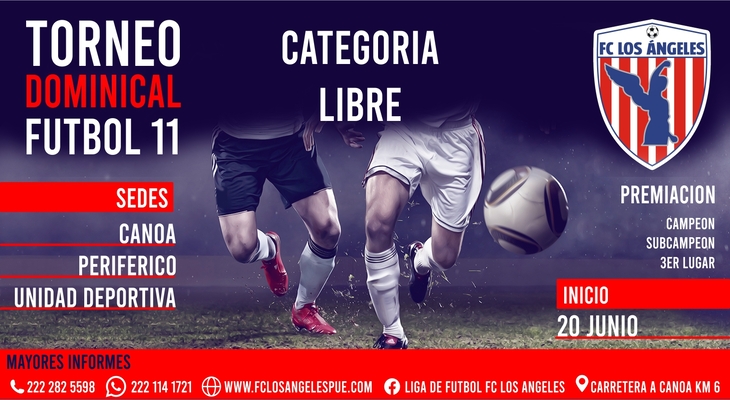 TORNEO
DOMINICAL
FUTBOL 11
CATEGORIA
LIBRE
FC LOS ÁNGELES
SEDES
CANOA
PERIFERICO
UNIDAD DEPORTIVA
PREMIACION
CAMPEON
SUBCAMPEON
3ER LUGAR
INICIO
20 JUNIO
MAYORES INFORMES
222 282 5598 222 114 1721 WWW.FCLOSANGELESPUE.COM LIGA DE FUTBOL FC LOS ANGELES CARRETERA A CANOA KM 6